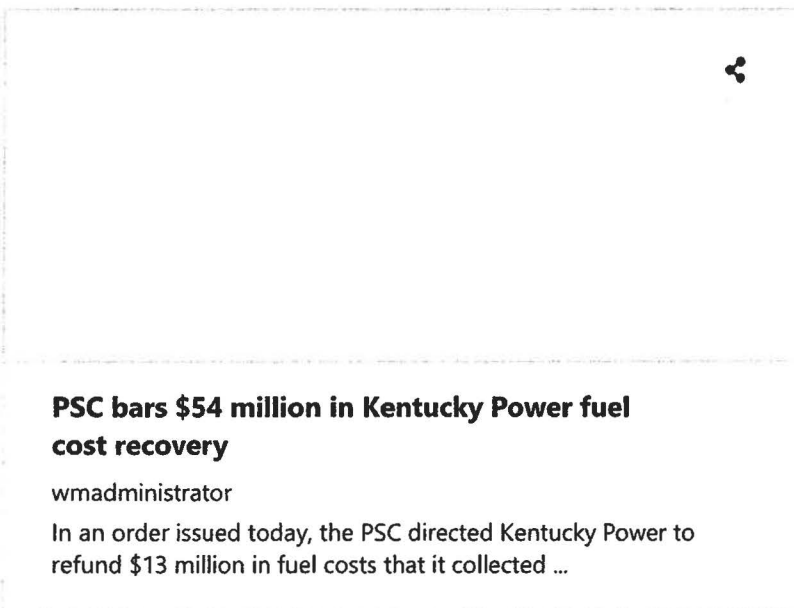 PSC bars $54 million in Kentucky Power fuel
cost recovery
wmadministrator
In an order issued today, the PSC directed Kentucky Power to
refund $13 million in fuel costs that it collected ...